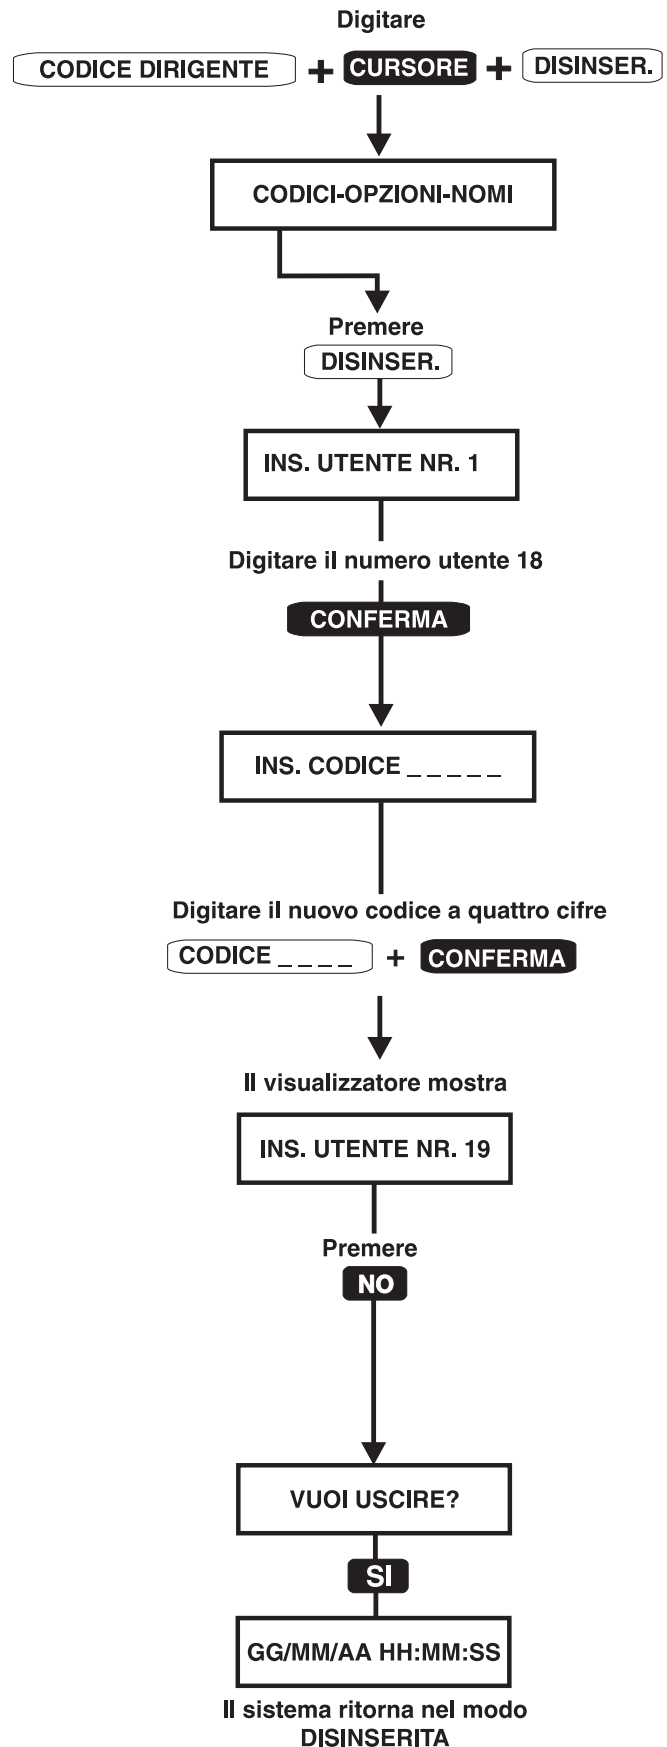 Digitare
CODICE DIRIGENTE + CURSORE + DISINSER.
CODICI-OPZIONI-NOMI
Premere
DISINSER.
INS. UTENTE NR. 1
Digitare il numero utente 18
CONFERMA
INS. CODICE _ _ _ _ _
Digitare il nuovo codice a quattro cifre
CODICE _ _ _ _ + CONFERMA
Il visualizzatore mostra
INS. UTENTE NR. 19
Premere
NO
VUOI USCIRE?
SI
GG/MM/AA HH:MM:SS
Il sistema ritorna nel modo
DISINSERITA